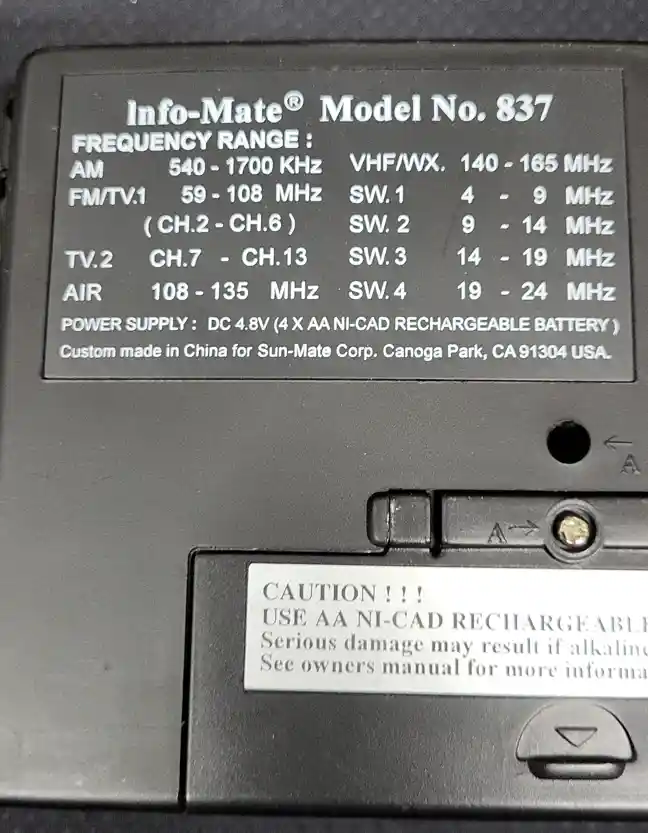 Info-Mate® Model No. 837
FREQUENCY RANGE :
AM 540 - 1700 KHz VHF/WX. 140 - 165 MHz
FM/TV.1 59 - 108 MHz SW. 1 4 - 9 MHz
( CH.2 - CH.6 ) SW. 2 9 - 14 MHz
TV.2 CH.7 - CH.13 SW. 3 14 - 19 MHz
AIR 108 - 135 MHz SW. 4 19 - 24 MHz
POWER SUPPLY : DC 4.8V (4 X AA NI-CAD RECHARGEABLE BATTERY )
Custom made in China for Sun-Mate Corp. Canoga Park, CA 91304 USA.
← A
A →
CAUTION ! ! !
USE AA NI-CAD RECHARGEABLE
Serious damage may result if alkaline
See owners manual for more informa